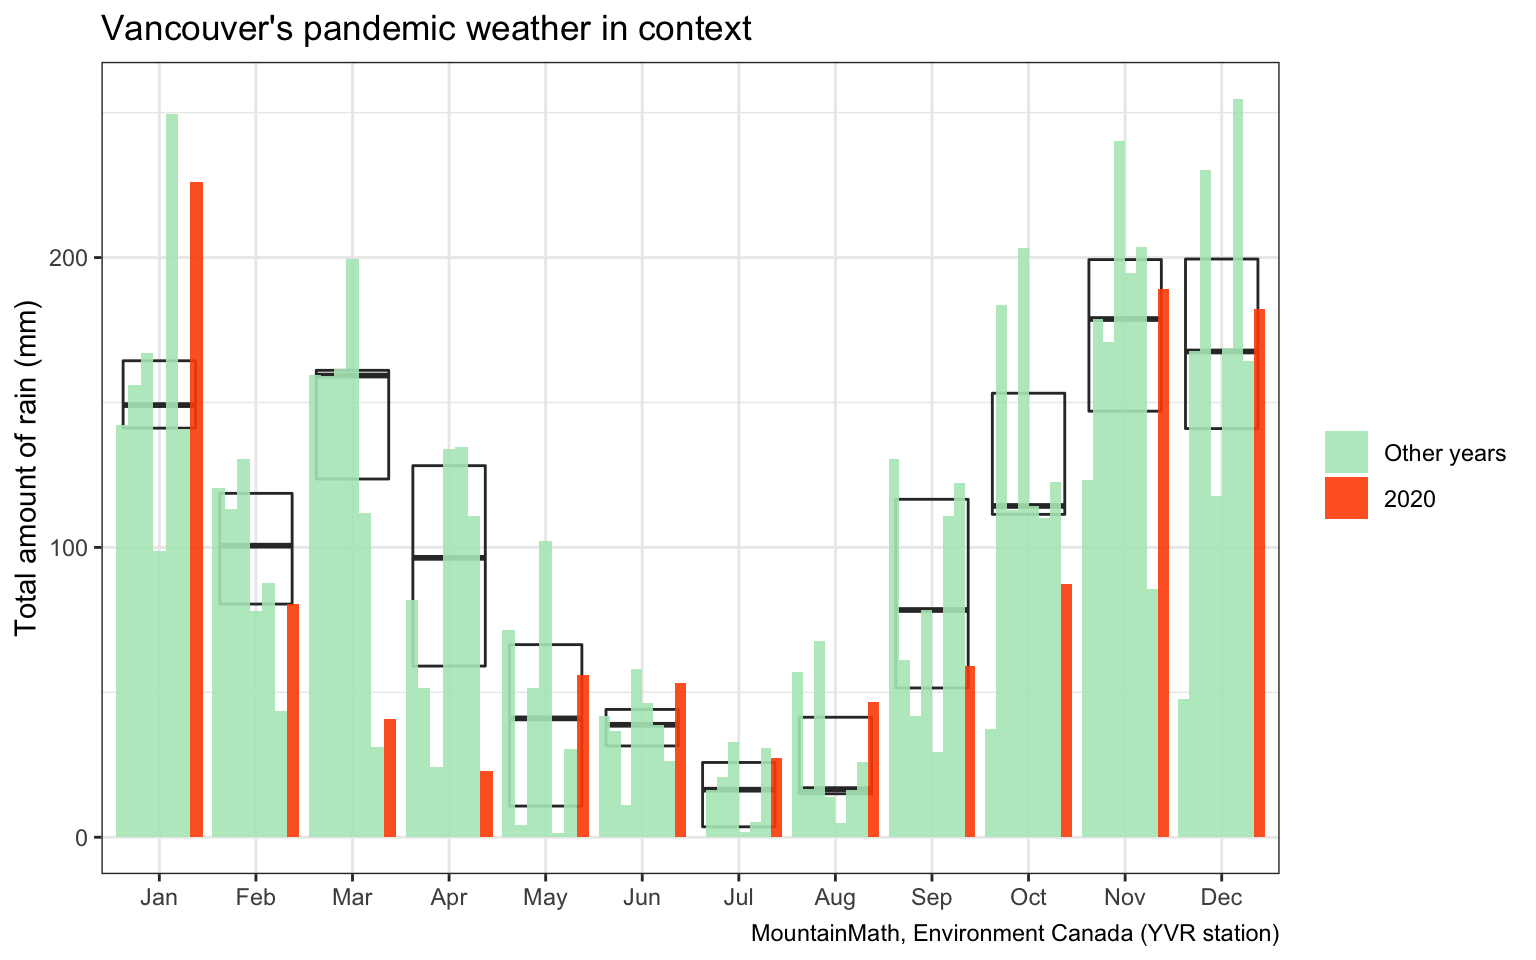 Vancouver's pandemic weather in context
Total amount of rain (mm)
200
100
0
Jan Feb Mar Apr May Jun Jul Aug Sep Oct Nov Dec
Other years
2020
MountainMath, Environment Canada (YVR station)